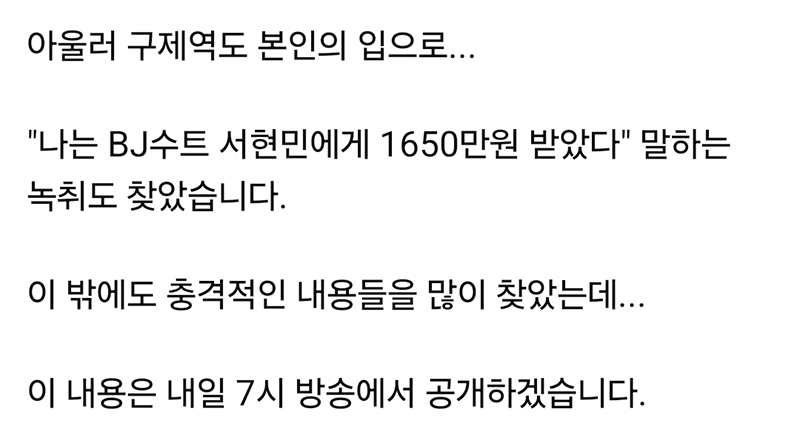 아울러 구제역도 본인의 입으로...
"나는 BJ수트 서현민에게 1650만원 받았다" 말하는
녹취도 찾았습니다.
이 밖에도 충격적인 내용들을 많이 찾았는데...
이 내용은 내일 7시 방송에서 공개하겠습니다.